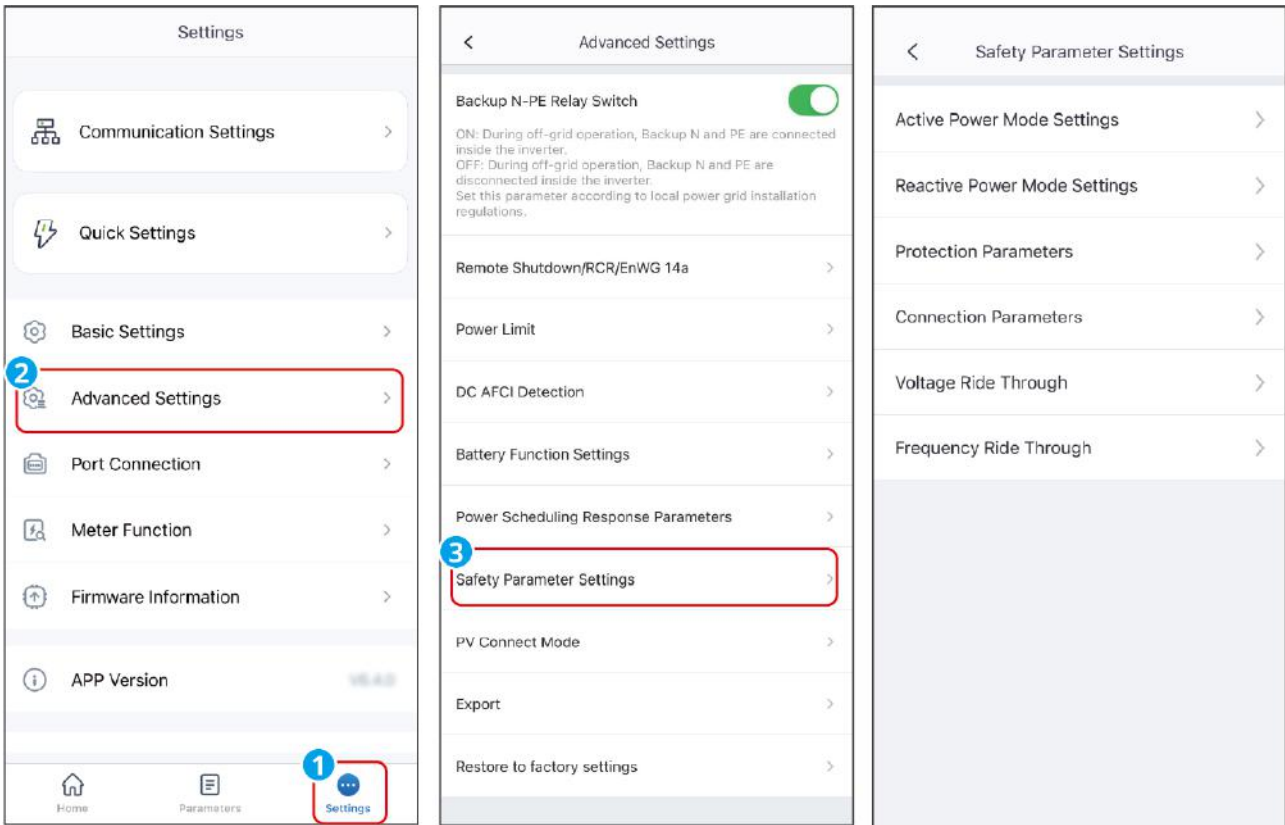 Settings
Communication Settings
Quick Settings
Basic Settings
2
Advanced Settings
Port Connection
Meter Function
Firmware Information
APP Version
1
Home
Parameters
Settings
Advanced Settings
Backup N-PE Relay Switch
ON: During off-grid operation, Backup N and PE are connected
inside the inverter.
OFF: During off-grid operation, Backup N and PE are
disconnected inside the inverter.
Set this parameter according to local power grid installation
regulations.
Remote Shutdown/RCR/EnWG 14a
Power Limit
DC AFCI Detection
Battery Function Settings
Power Scheduling Response Parameters
3
Safety Parameter Settings
PV Connect Mode
Export
Restore to factory settings
Safety Parameter Settings
Active Power Mode Settings
Reactive Power Mode Settings
Protection Parameters
Connection Parameters
Voltage Ride Through
Frequency Ride Through